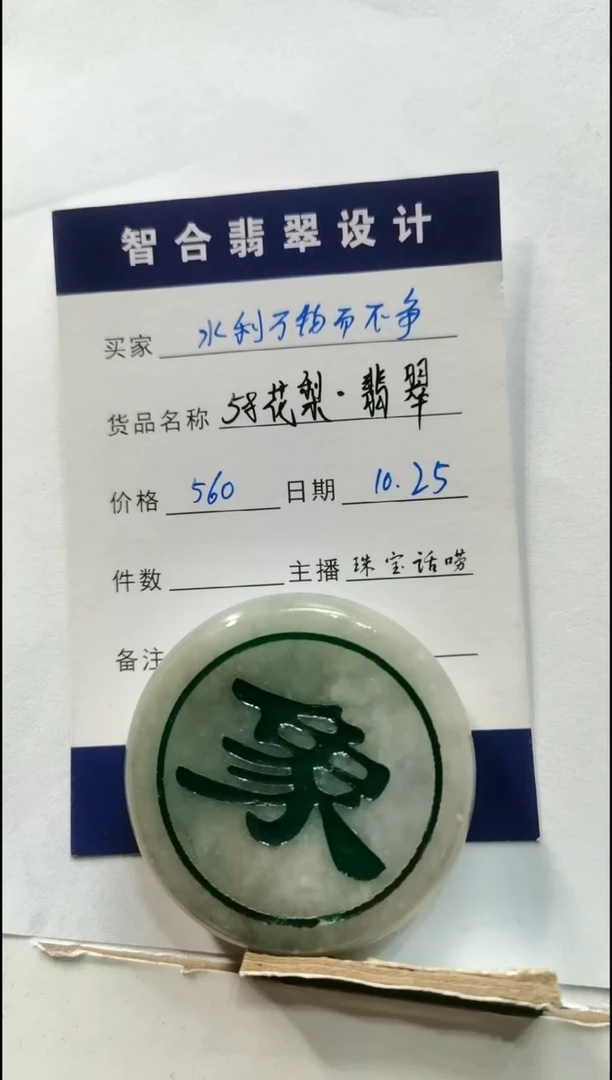 智合翡翠设计
买家 水利万物而不争
货品名称 58花梨·翡翠
价格 560 日期 10.25
件数 主播 珠宝话唠
备注
象